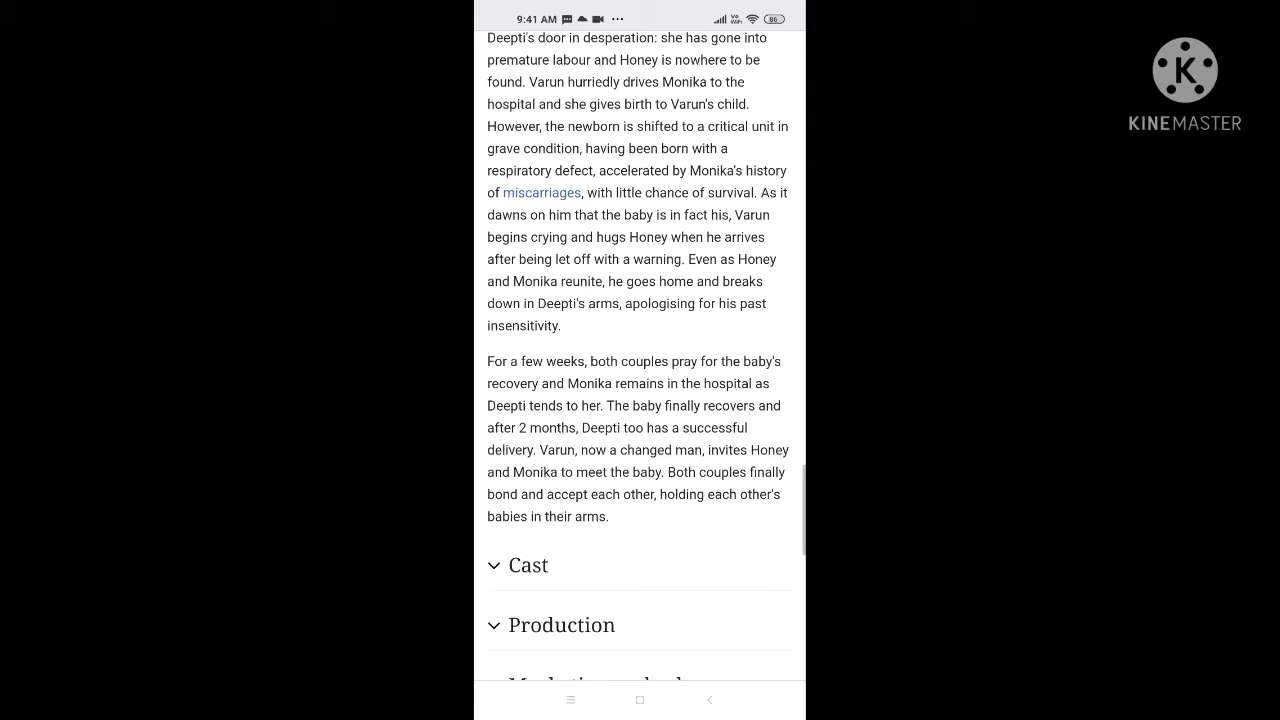 9:41 AM
Vo
WiFi
86
Deepti's door in desperation: she has gone into
premature labour and Honey is nowhere to be
found. Varun hurriedly drives Monika to the
hospital and she gives birth to Varun's child.
However, the newborn is shifted to a critical unit in
grave condition, having been born with a
respiratory defect, accelerated by Monika's history
of miscarriages, with little chance of survival. As it
dawns on him that the baby is in fact his, Varun
begins crying and hugs Honey when he arrives
after being let off with a warning. Even as Honey
and Monika reunite, he goes home and breaks
down in Deepti's arms, apologising for his past
insensitivity.
For a few weeks, both couples pray for the baby's
recovery and Monika remains in the hospital as
Deepti tends to her. The baby finally recovers and
after 2 months, Deepti too has a successful
delivery. Varun, now a changed man, invites Honey
and Monika to meet the baby. Both couples finally
bond and accept each other, holding each other's
babies in their arms.
Cast
Production
K
KINEMASTER